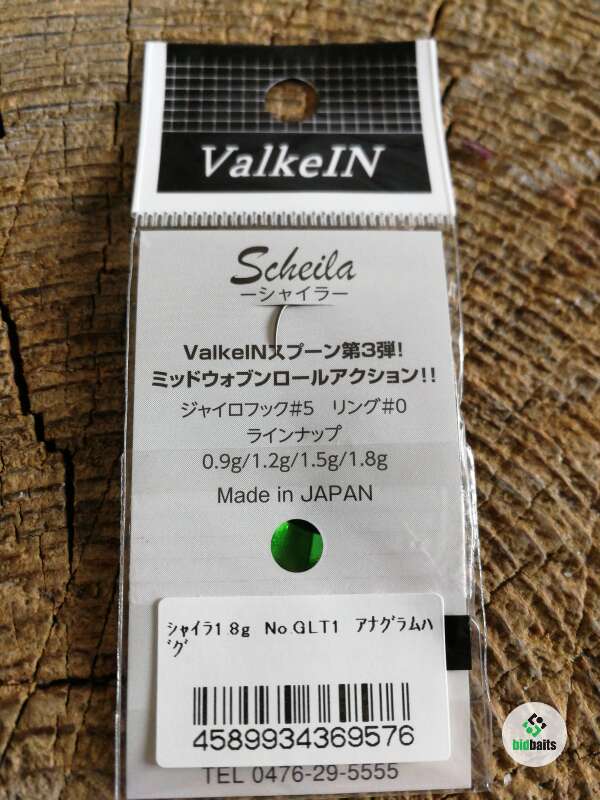 ValkeIN
Scheila
ーシャイラー
ValkeINスプーン第3弾!
ミッドウォブンロールアクション!!
ジャイロフック#5 リング#0
ラインナップ
0.9g/1.2g/1.5g/1.8g
Made in JAPAN
シャイラ1.8g No.GLT1 アナグラムハ
゛グ
4589934369576
TEL 0476-29-5555
bidbaits